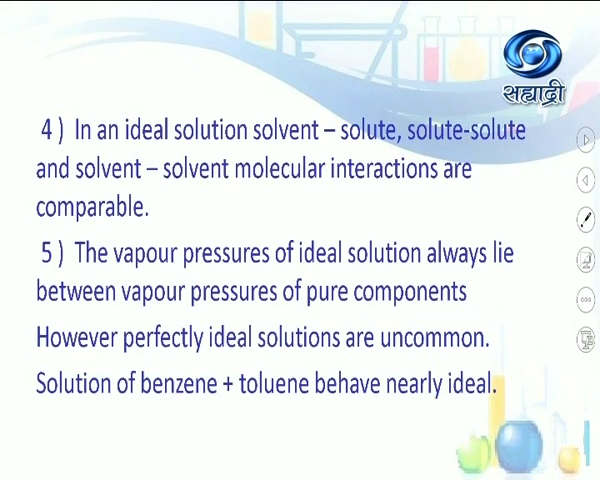 सह्याद्री
4 ) In an ideal solution solvent – solute, solute-solute
and solvent – solvent molecular interactions are
comparable.
5 ) The vapour pressures of ideal solution always lie
between vapour pressures of pure components
However perfectly ideal solutions are uncommon.
Solution of benzene + toluene behave nearly ideal.